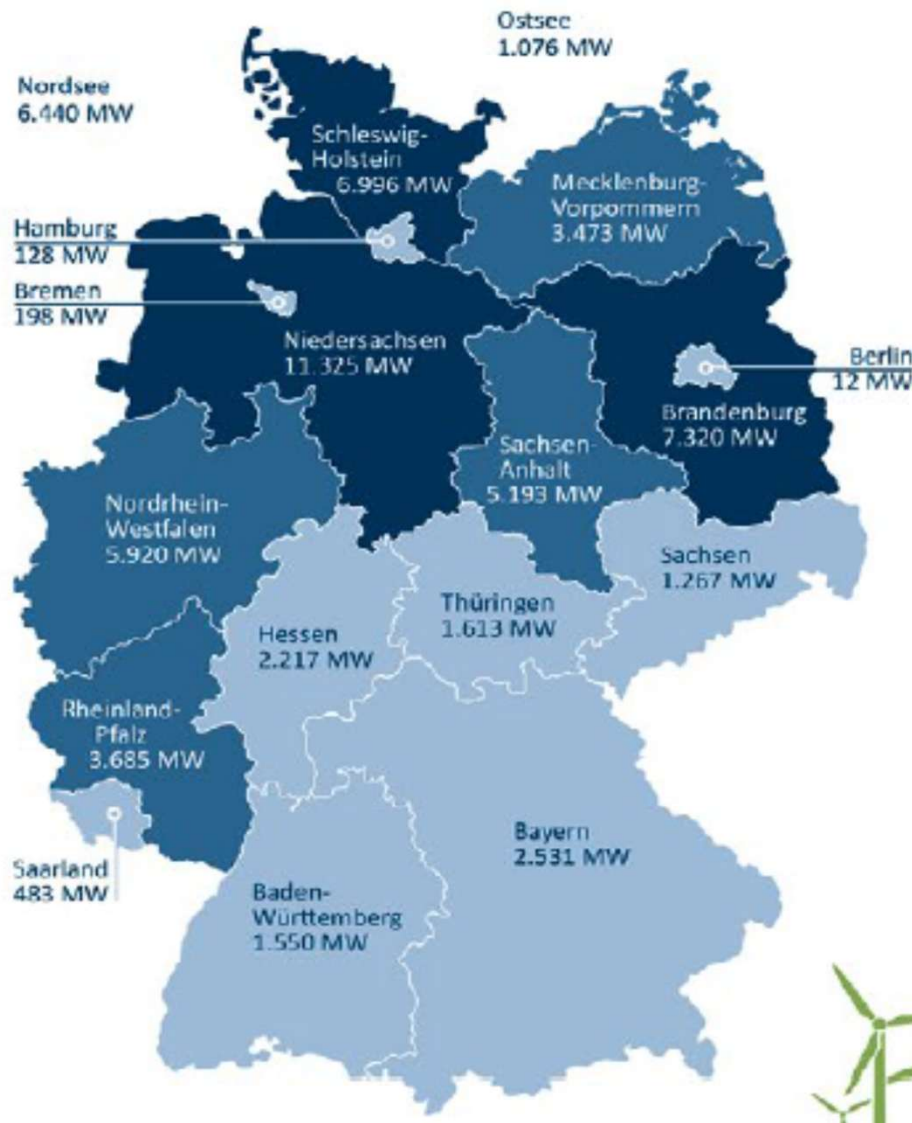 Ostsee
1.076 MW
Nordsee
6.440 MW
Schleswig-
Holstein
6.996 MW
Mecklenburg-
Vorpommern
3.473 MW
Hamburg
128 MW
Bremen
198 MW
Niedersachsen
11.325 MW
Berlin
12 MW
Brandenburg
7.320 MW
Sachsen-
Anhalt
5.193 MW
Nordrhein-
Westfalen
5.920 MW
Sachsen
1.267 MW
Thüringen
1.613 MW
Hessen
2.217 MW
Rheinland-
Pfalz
3.685 MW
Bayern
2.531 MW
Saarland
483 MW
Baden-
Württemberg
1.550 MW